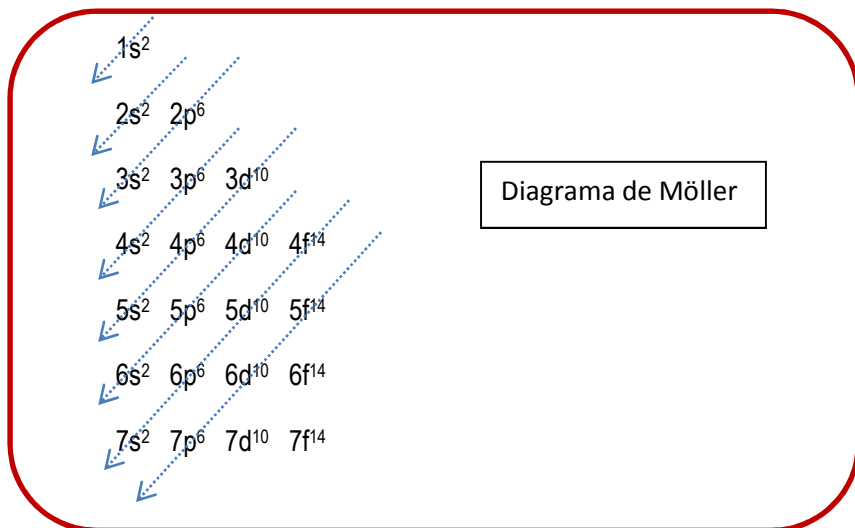 1s²
2s² 2p⁶
3s² 3p⁶ 3d¹⁰
Diagrama de Möller
4s² 4p⁶ 4d¹⁰ 4f¹⁴
5s² 5p⁶ 5d¹⁰ 5f¹⁴
6s² 6p⁶ 6d¹⁰ 6f¹⁴
7s² 7p⁶ 7d¹⁰ 7f¹⁴